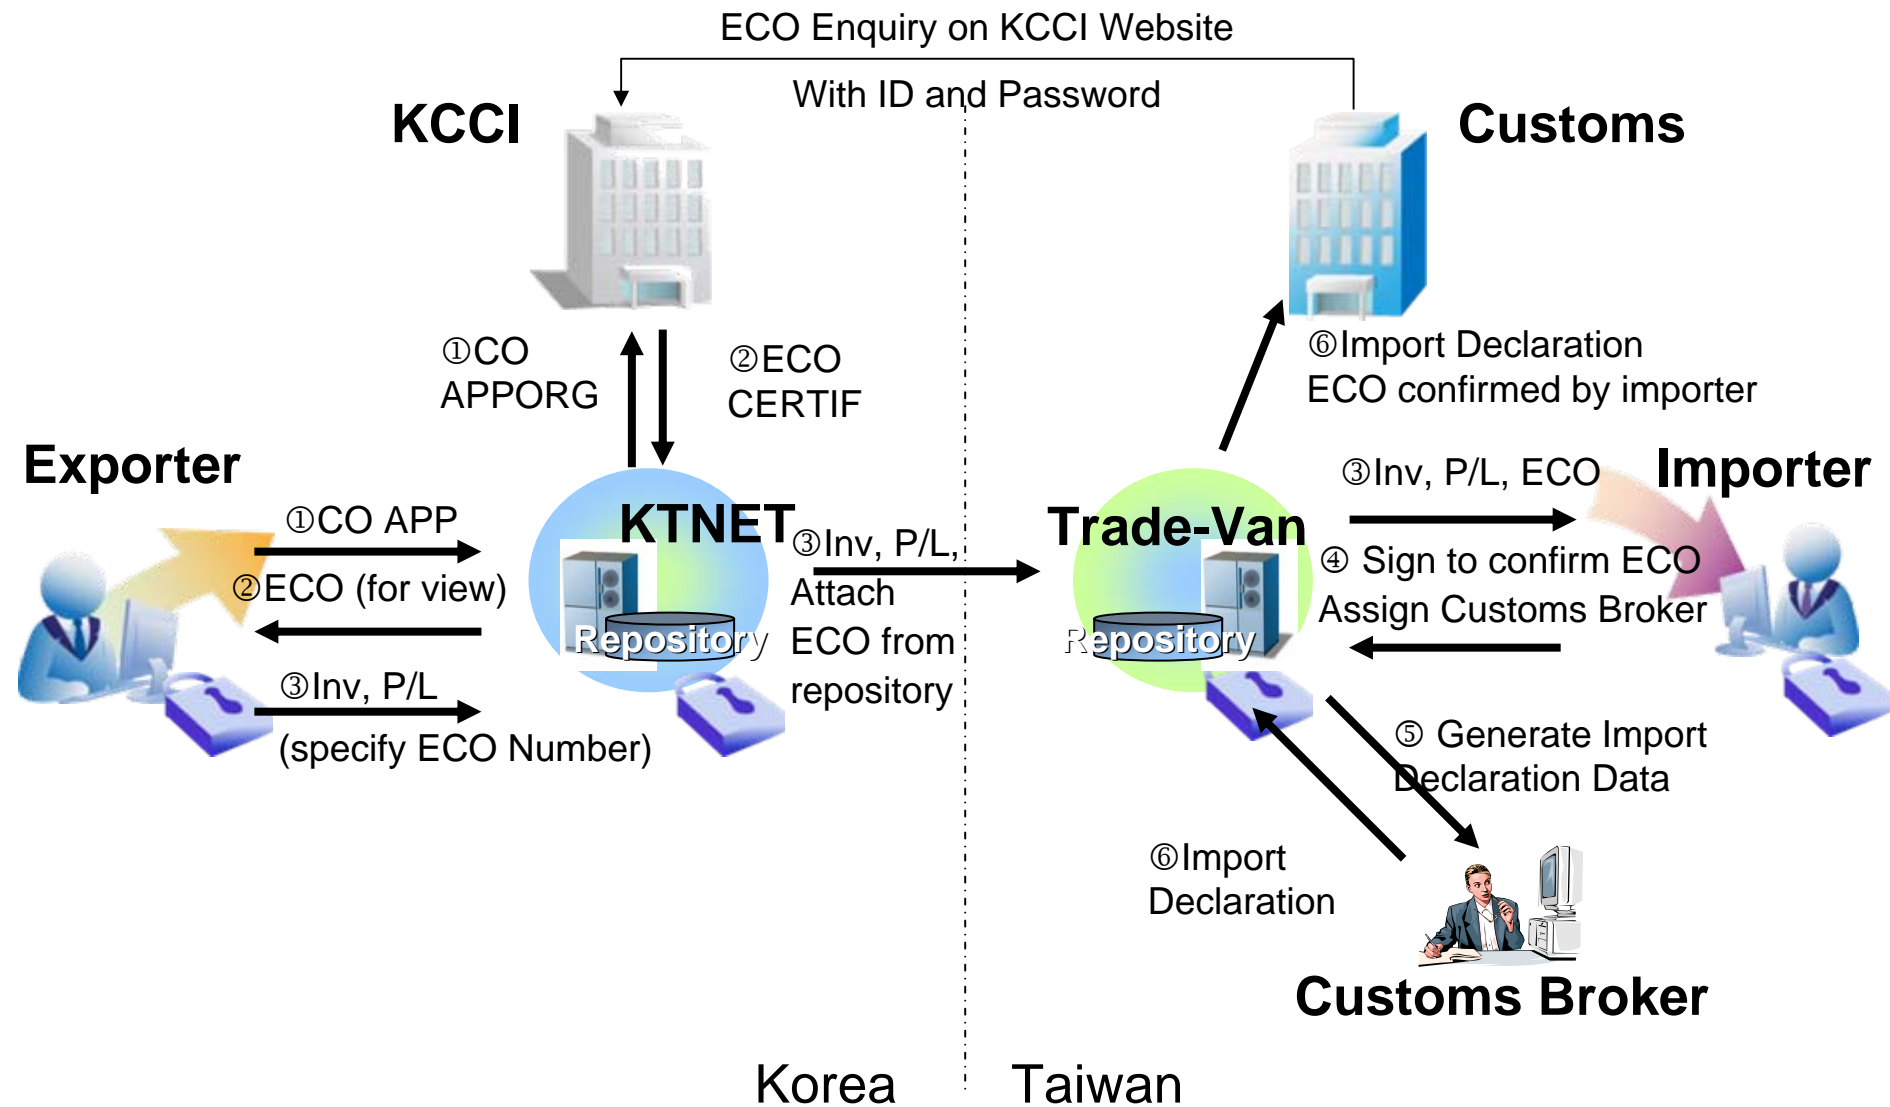 ECO Enquiry on KCCI Website
With ID and Password
KCCI
Customs
①CO
APPORG
②ECO
CERTIF
⑥Import Declaration
ECO confirmed by importer
Exporter
①CO APP
②ECO (for view)
③Inv, P/L
(specify ECO Number)
KTNET
Repository
③Inv, P/L,
Attach
ECO from
repository
Trade-Van
Repository
③Inv, P/L, ECO
Importer
④ Sign to confirm ECO
Assign Customs Broker
⑤ Generate Import
Declaration Data
⑥Import
Declaration
Customs Broker
Korea
Taiwan